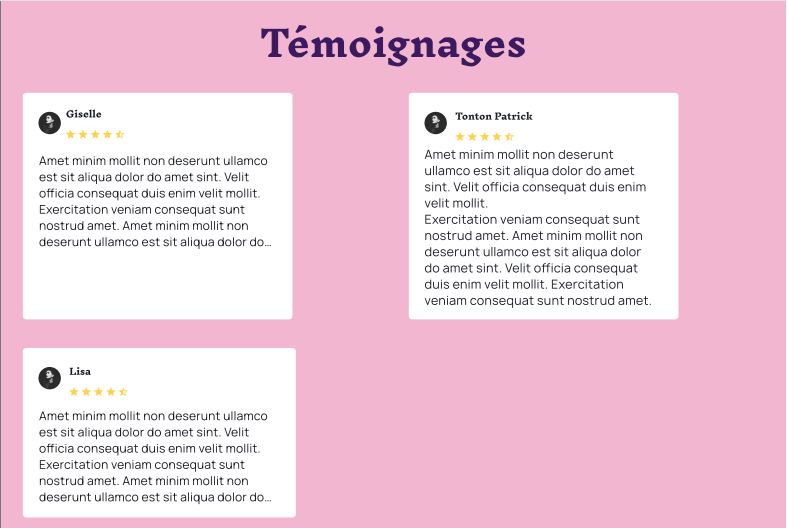 Témoignages
Giselle
Amet minim mollit non deserunt ullamco
est sit aliqua dolor do amet sint. Velit
officia consequat duis enim velit mollit.
Exercitation veniam consequat sunt
nostrud amet. Amet minim mollit non
deserunt ullamco est sit aliqua dolor do...
Tonton Patrick
Amet minim mollit non deserunt
ullamco est sit aliqua dolor do amet
sint. Velit officia consequat duis enim
velit mollit.
Exercitation veniam consequat sunt
nostrud amet. Amet minim mollit non
deserunt ullamco est sit aliqua dolor
do amet sint. Velit officia consequat
duis enim velit mollit. Exercitation
veniam consequat sunt nostrud amet.
Lisa
Amet minim mollit non deserunt ullamco
est sit aliqua dolor do amet sint. Velit
officia consequat duis enim velit mollit.
Exercitation veniam consequat sunt
nostrud amet. Amet minim mollit non
deserunt ullamco est sit aliqua dolor do...